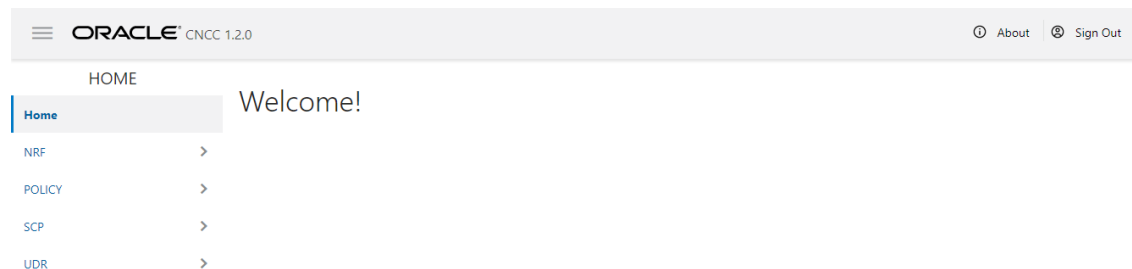 ORACLE® CNCC 1.2.0
About
Sign Out
HOME
Home
Welcome!
NRF
POLICY
SCP
UDR